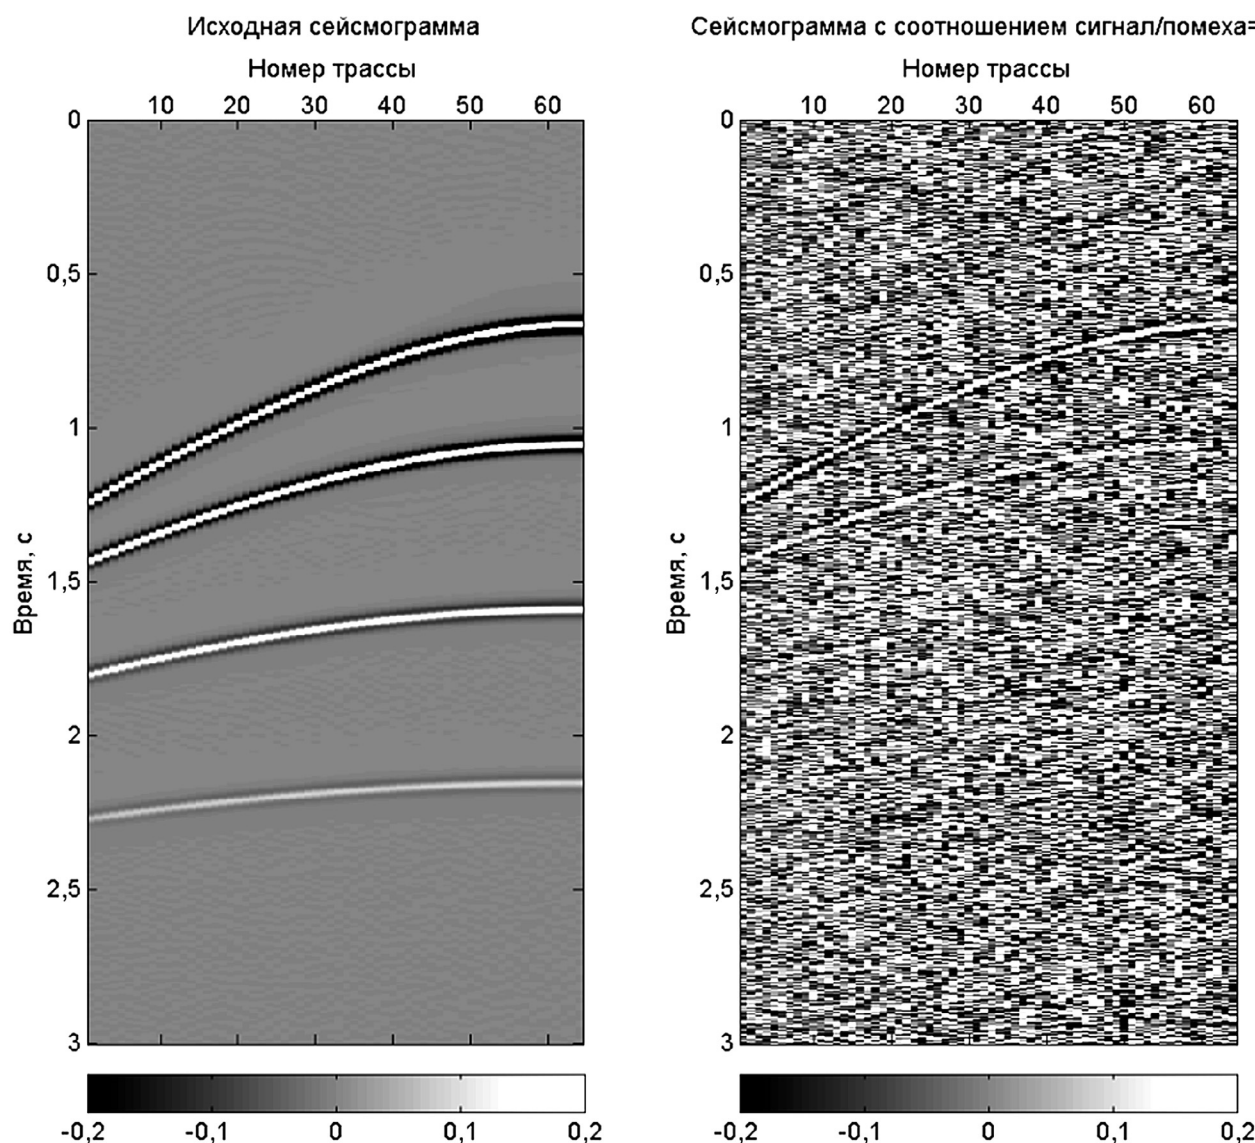 Исходная сейсмограмма
Номер трассы
10 20 30 40 50 60
0
0,5
1
1,5
2
2,5
3
Время, с
-0,2 -0,1 0 0,1 0,2
Сейсмограмма с соотношением сигнал/помеха=
Номер трассы
10 20 30 40 50 60
0
0,5
1
1,5
2
2,5
3
Время, с
-0,2 -0,1 0 0,1 0,2